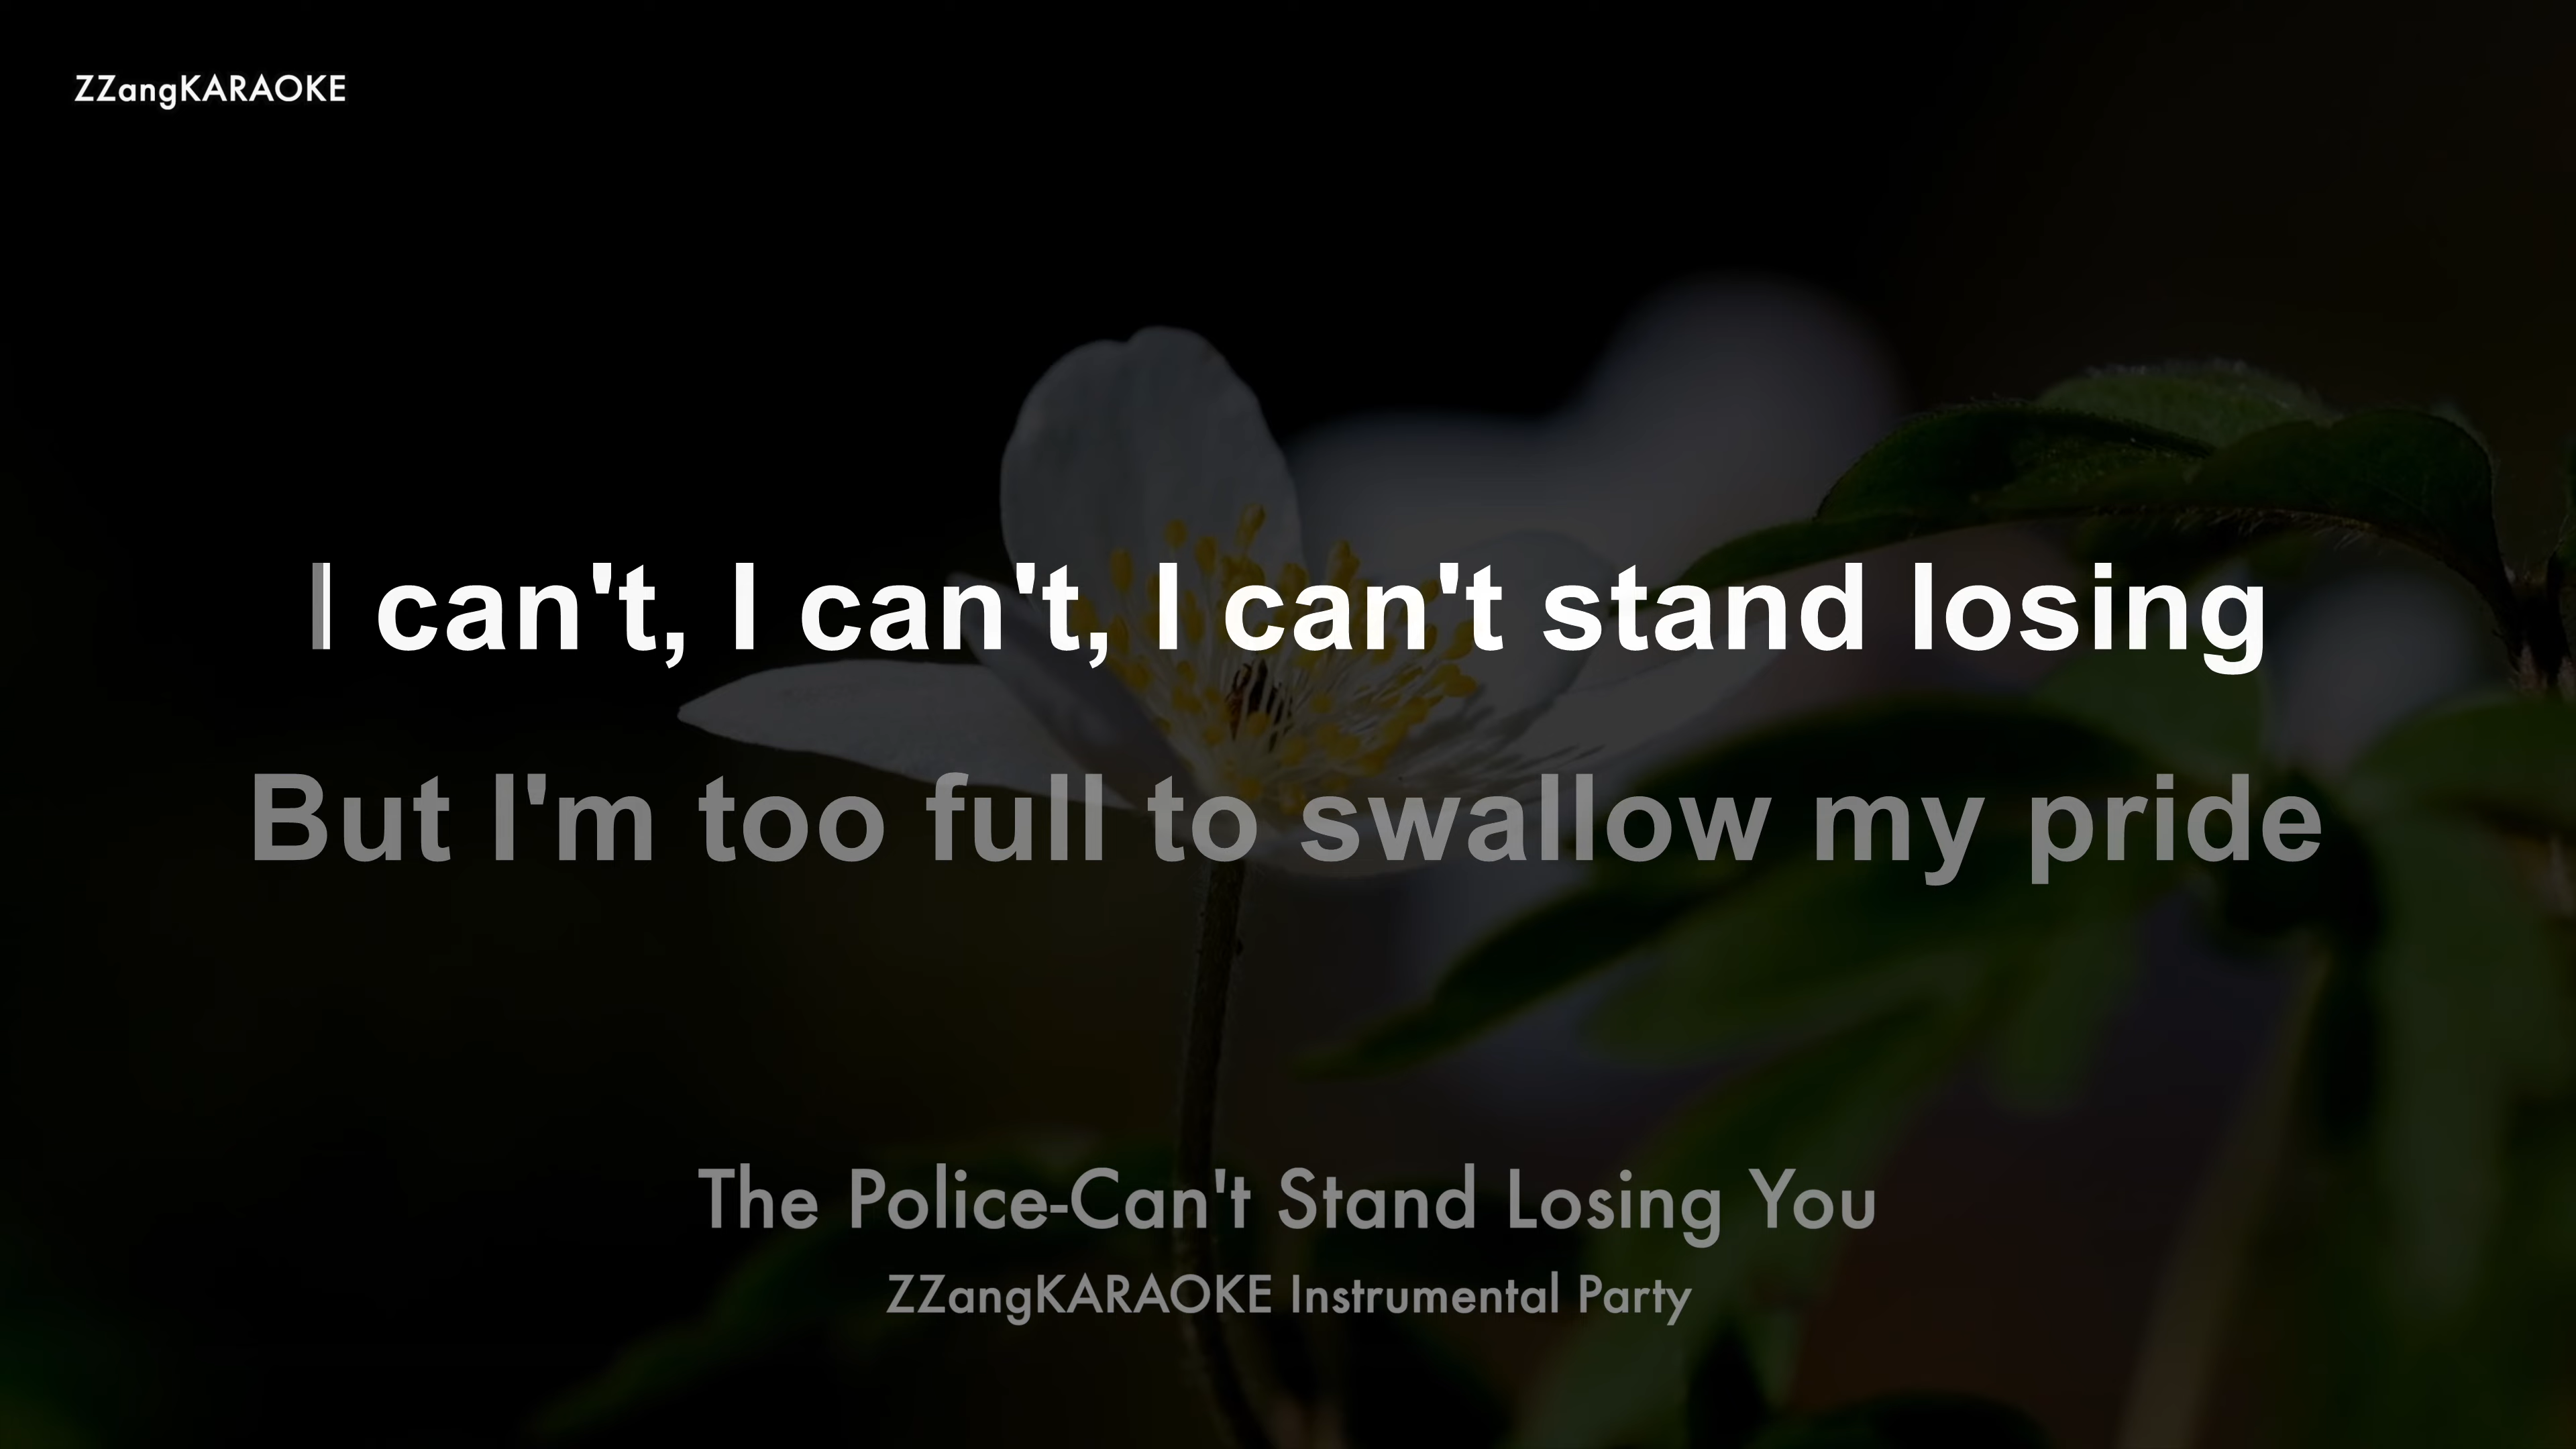 ZZangKARAOKE
I can't, I can't, I can't stand losing
But I'm too full to swallow my pride
The Police-Can't Stand Losing You
ZZangKARAOKE Instrumental Party